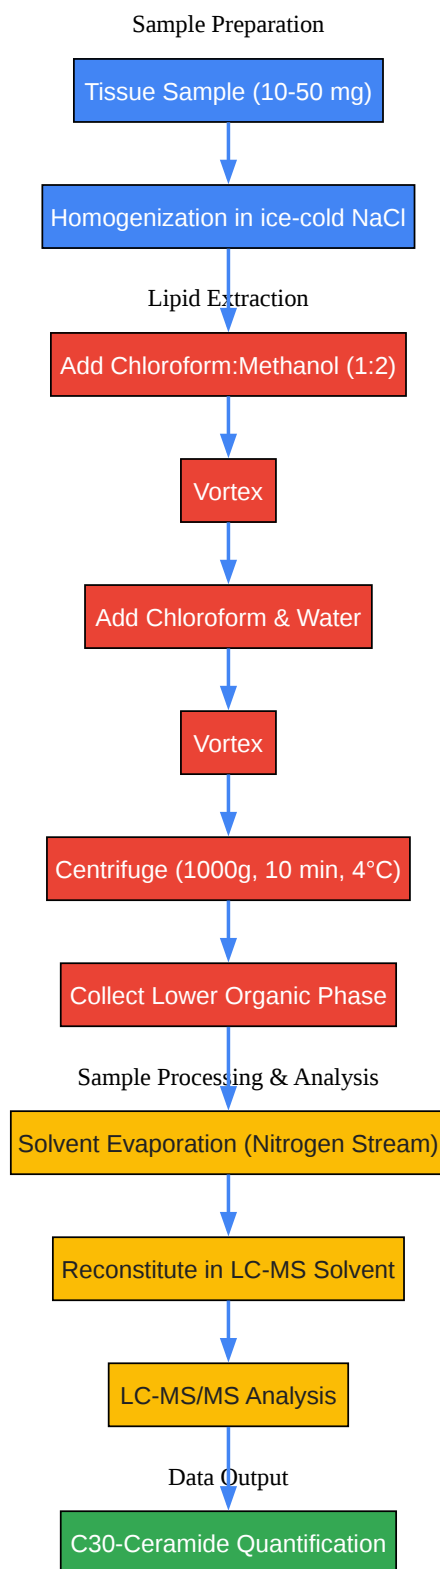 Sample Preparation
Tissue Sample (10-50 mg)
Homogenization in ice-cold NaCl
Lipid Extraction
Add Chloroform:Methanol (1:2)
Vortex
Add Chloroform & Water
Vortex
Centrifuge (1000g, 10 min, 4°C)
Collect Lower Organic Phase
Sample Processing & Analysis
Solvent Evaporation (Nitrogen Stream)
Reconstitute in LC-MS Solvent
LC-MS/MS Analysis
Data Output
C30-Ceramide Quantification